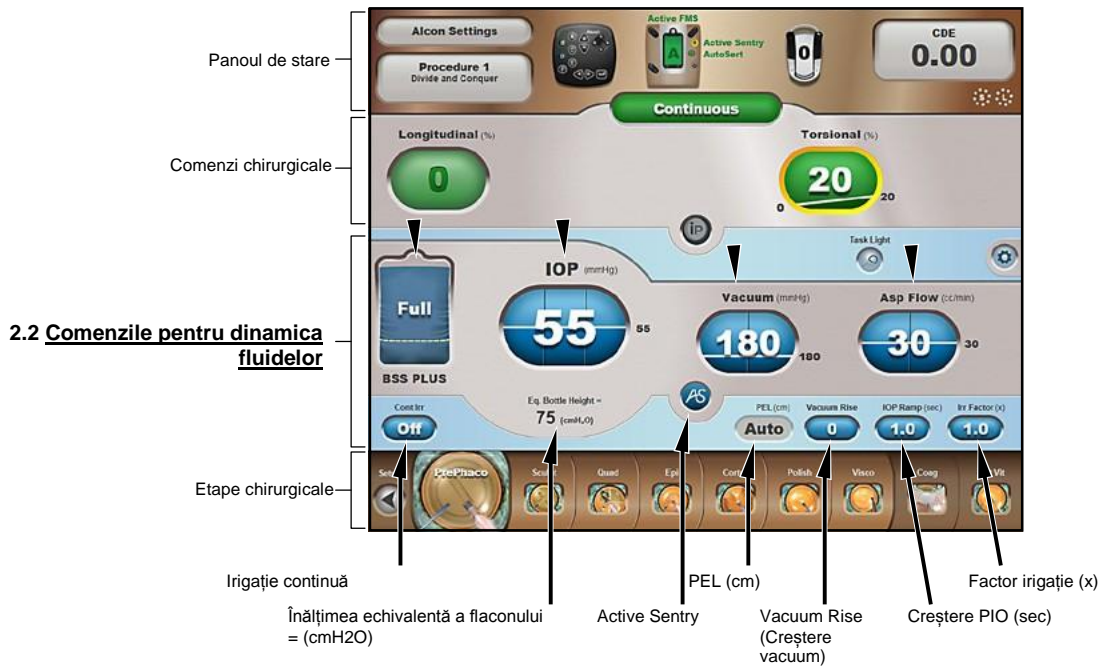 Panoul de stare
Comenzi chirurgicale
2.2 Comenzile pentru dinamica
fluidelor
Etape chirurgicale
Alcon Settings
Procedure 1
Divide and Conquer
Active FMS
A
Active Sentry
AutoSert
0
CDE
0.00
Continuous
Longitudinal (%)
0
Torsional (%)
20
0
20
iP
Task Light
Full
BSS PLUS
IOP (mmHg)
55
55
Vacuum (mmHg)
180
180
Asp Flow (cc/min)
30
30
Eq. Bottle Height =
75 (cmH₂O)
AS
Cont Irr
Off
PEL (cm)
Auto
Vacuum Rise
0
IOP Ramp (sec)
1.0
Irr Factor (x)
1.0
PrePhaco
Quad
Polish
Visco
Coag
Vit
Irigație continuă
Înălțimea echivalentă a flaconului
= (cmH2O)
Active Sentry
PEL (cm)
Vacuum Rise
(Creștere
vacuum)
Creștere PIO (sec)
Factor irigație (x)